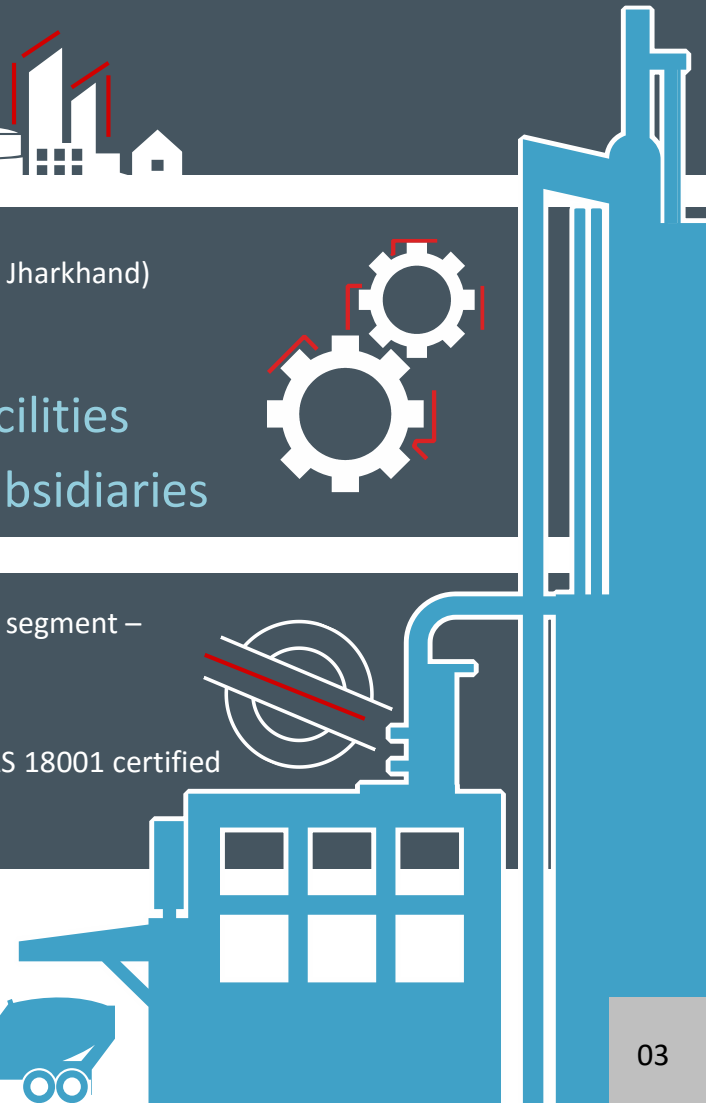 Jharkhand)
cilities
bsidiaries
segment –
S 18001 certified
03